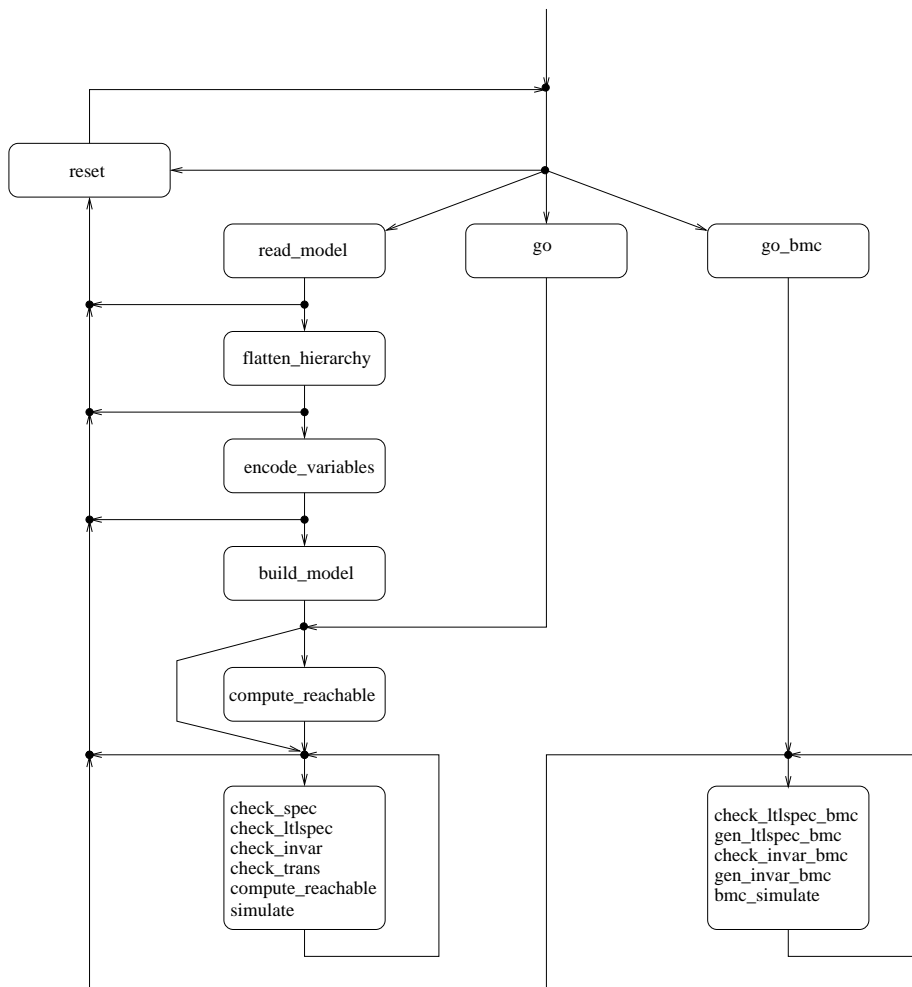 reset
read_model
go
go_bmc
flatten_hierarchy
encode_variables
build_model
compute_reachable
check_spec
check_ltlspec
check_invar
check_trans
compute_reachable
simulate
check_ltlspec_bmc
gen_ltlspec_bmc
check_invar_bmc
gen_invar_bmc
bmc_simulate